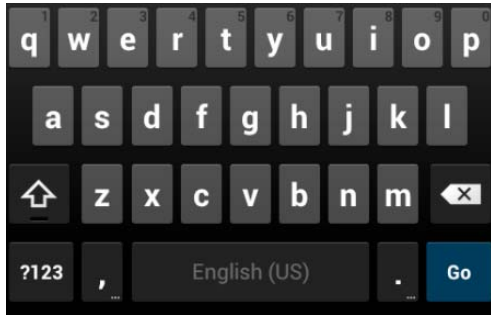 1 2 3 4 5 6 7 8 9 0
q w e r t y u i o p
a s d f g h j k l
z x c v b n m
?123 , ... English (US) . ... Go